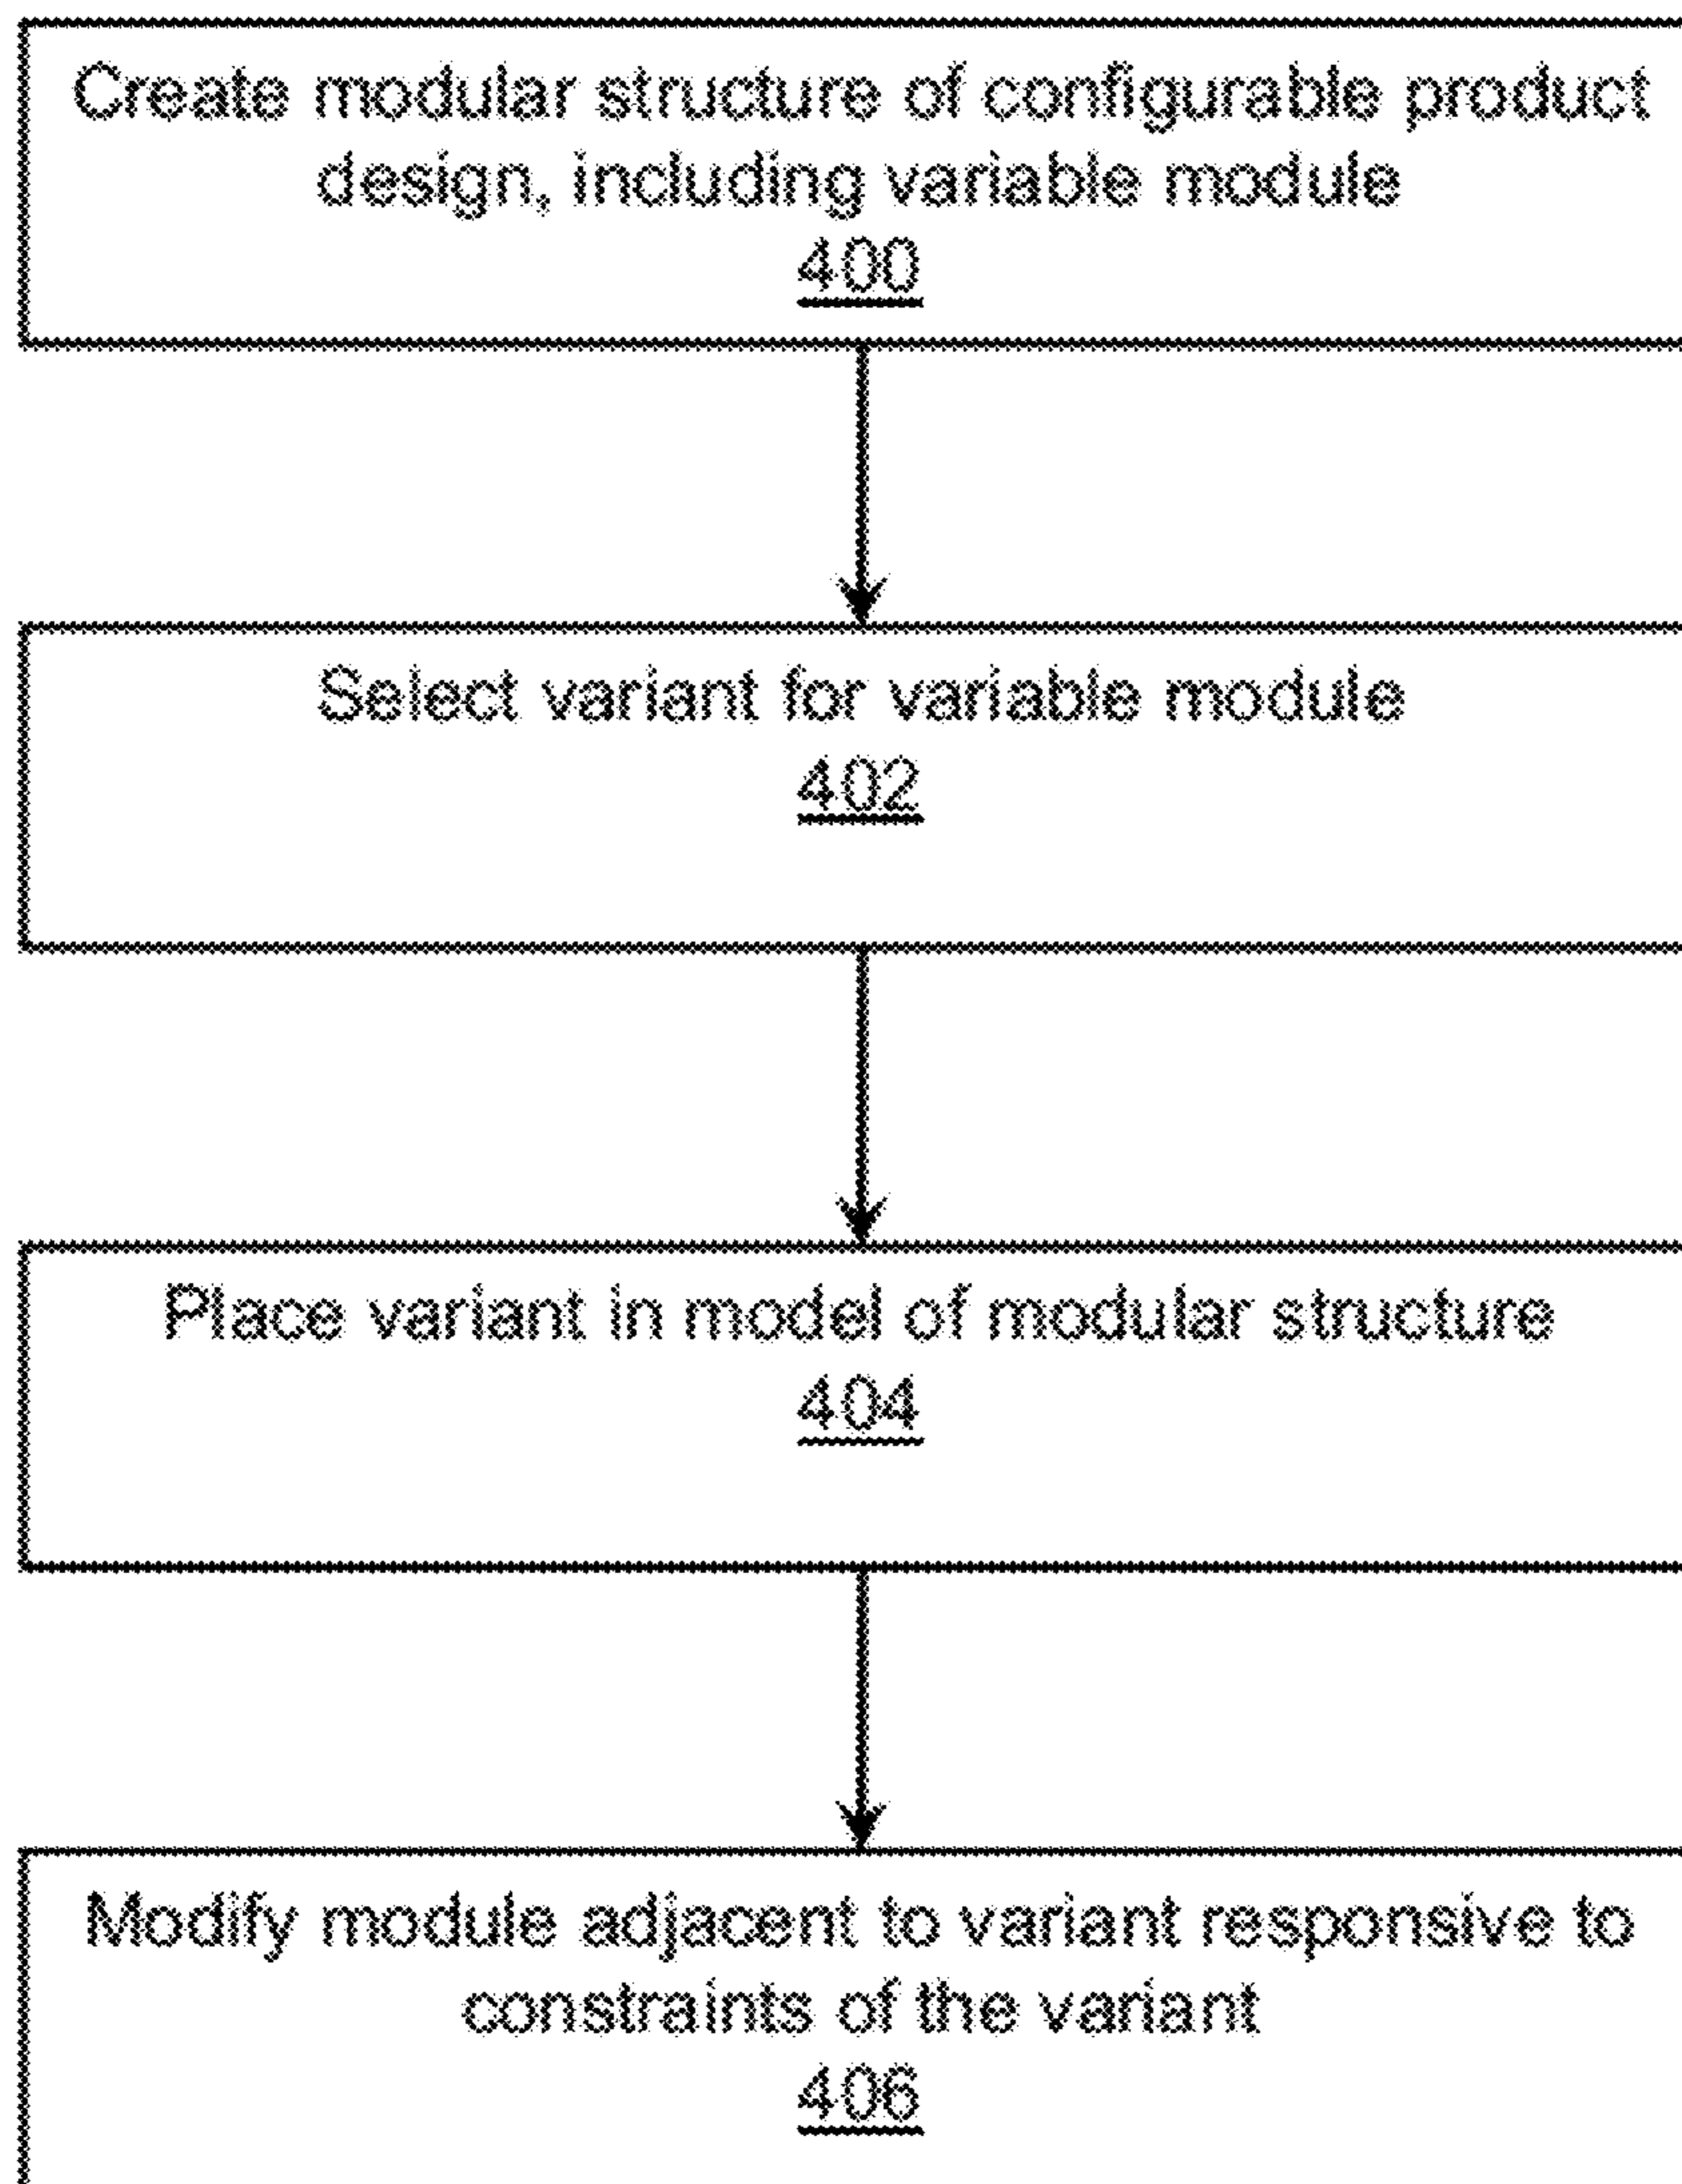 Create modular structure of configurable product
design, including variable module
400
Select variant for variable module
402
Place variant in model of modular structure
404
Modify module adjacent to variant responsive to
constraints of the variant
406